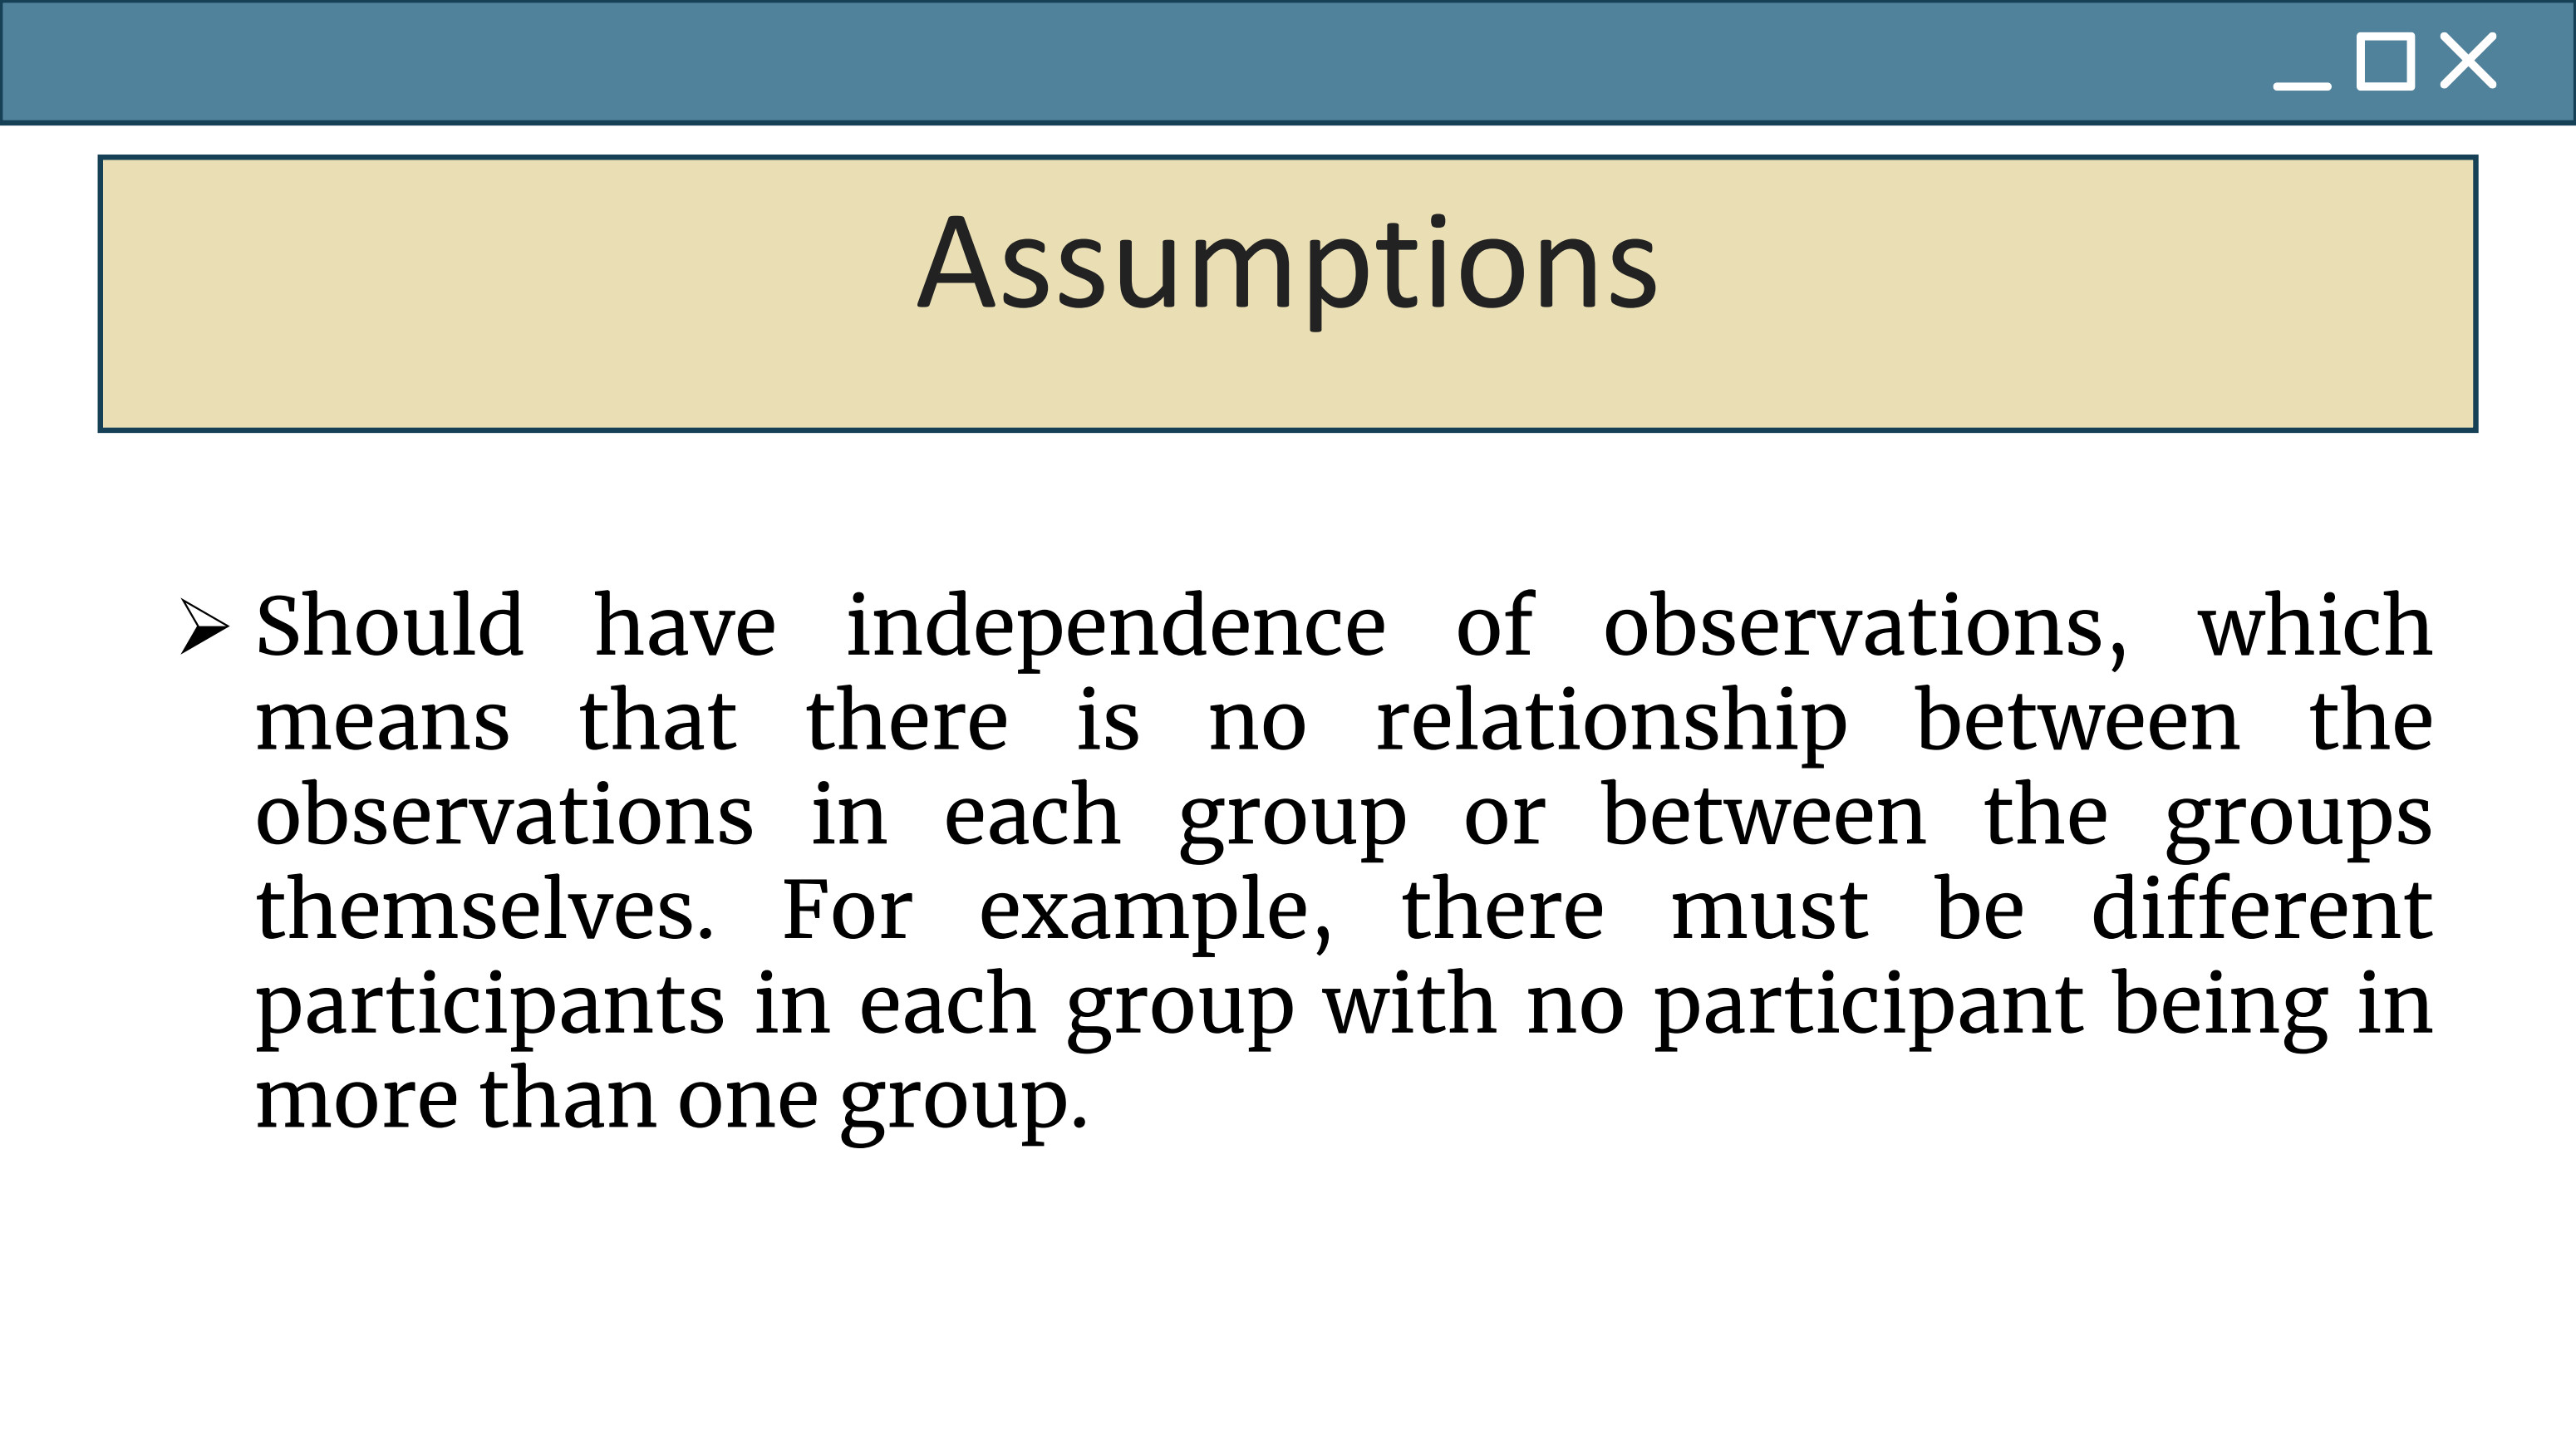 Assumptions
➢ Should have independence of observations, which
means that there is no relationship between the
observations in each group or between the groups
themselves. For example, there must be different
participants in each group with no participant being in
more than one group.